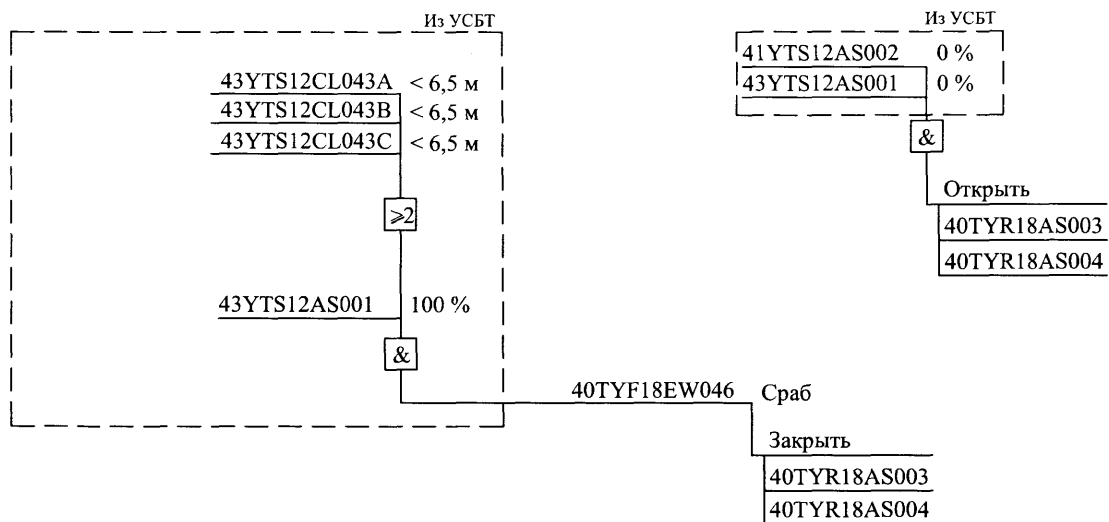 Из УСБТ
43YTS12CL043A < 6,5 м
43YTS12CL043B < 6,5 м
43YTS12CL043C < 6,5 м
⩾2
43YTS12AS001 100 %
&
40TYF18EW046 Сраб
Закрыть
40TYR18AS003
40TYR18AS004
Из УСБТ
41YTS12AS002 0 %
43YTS12AS001 0 %
&
Открыть
40TYR18AS003
40TYR18AS004